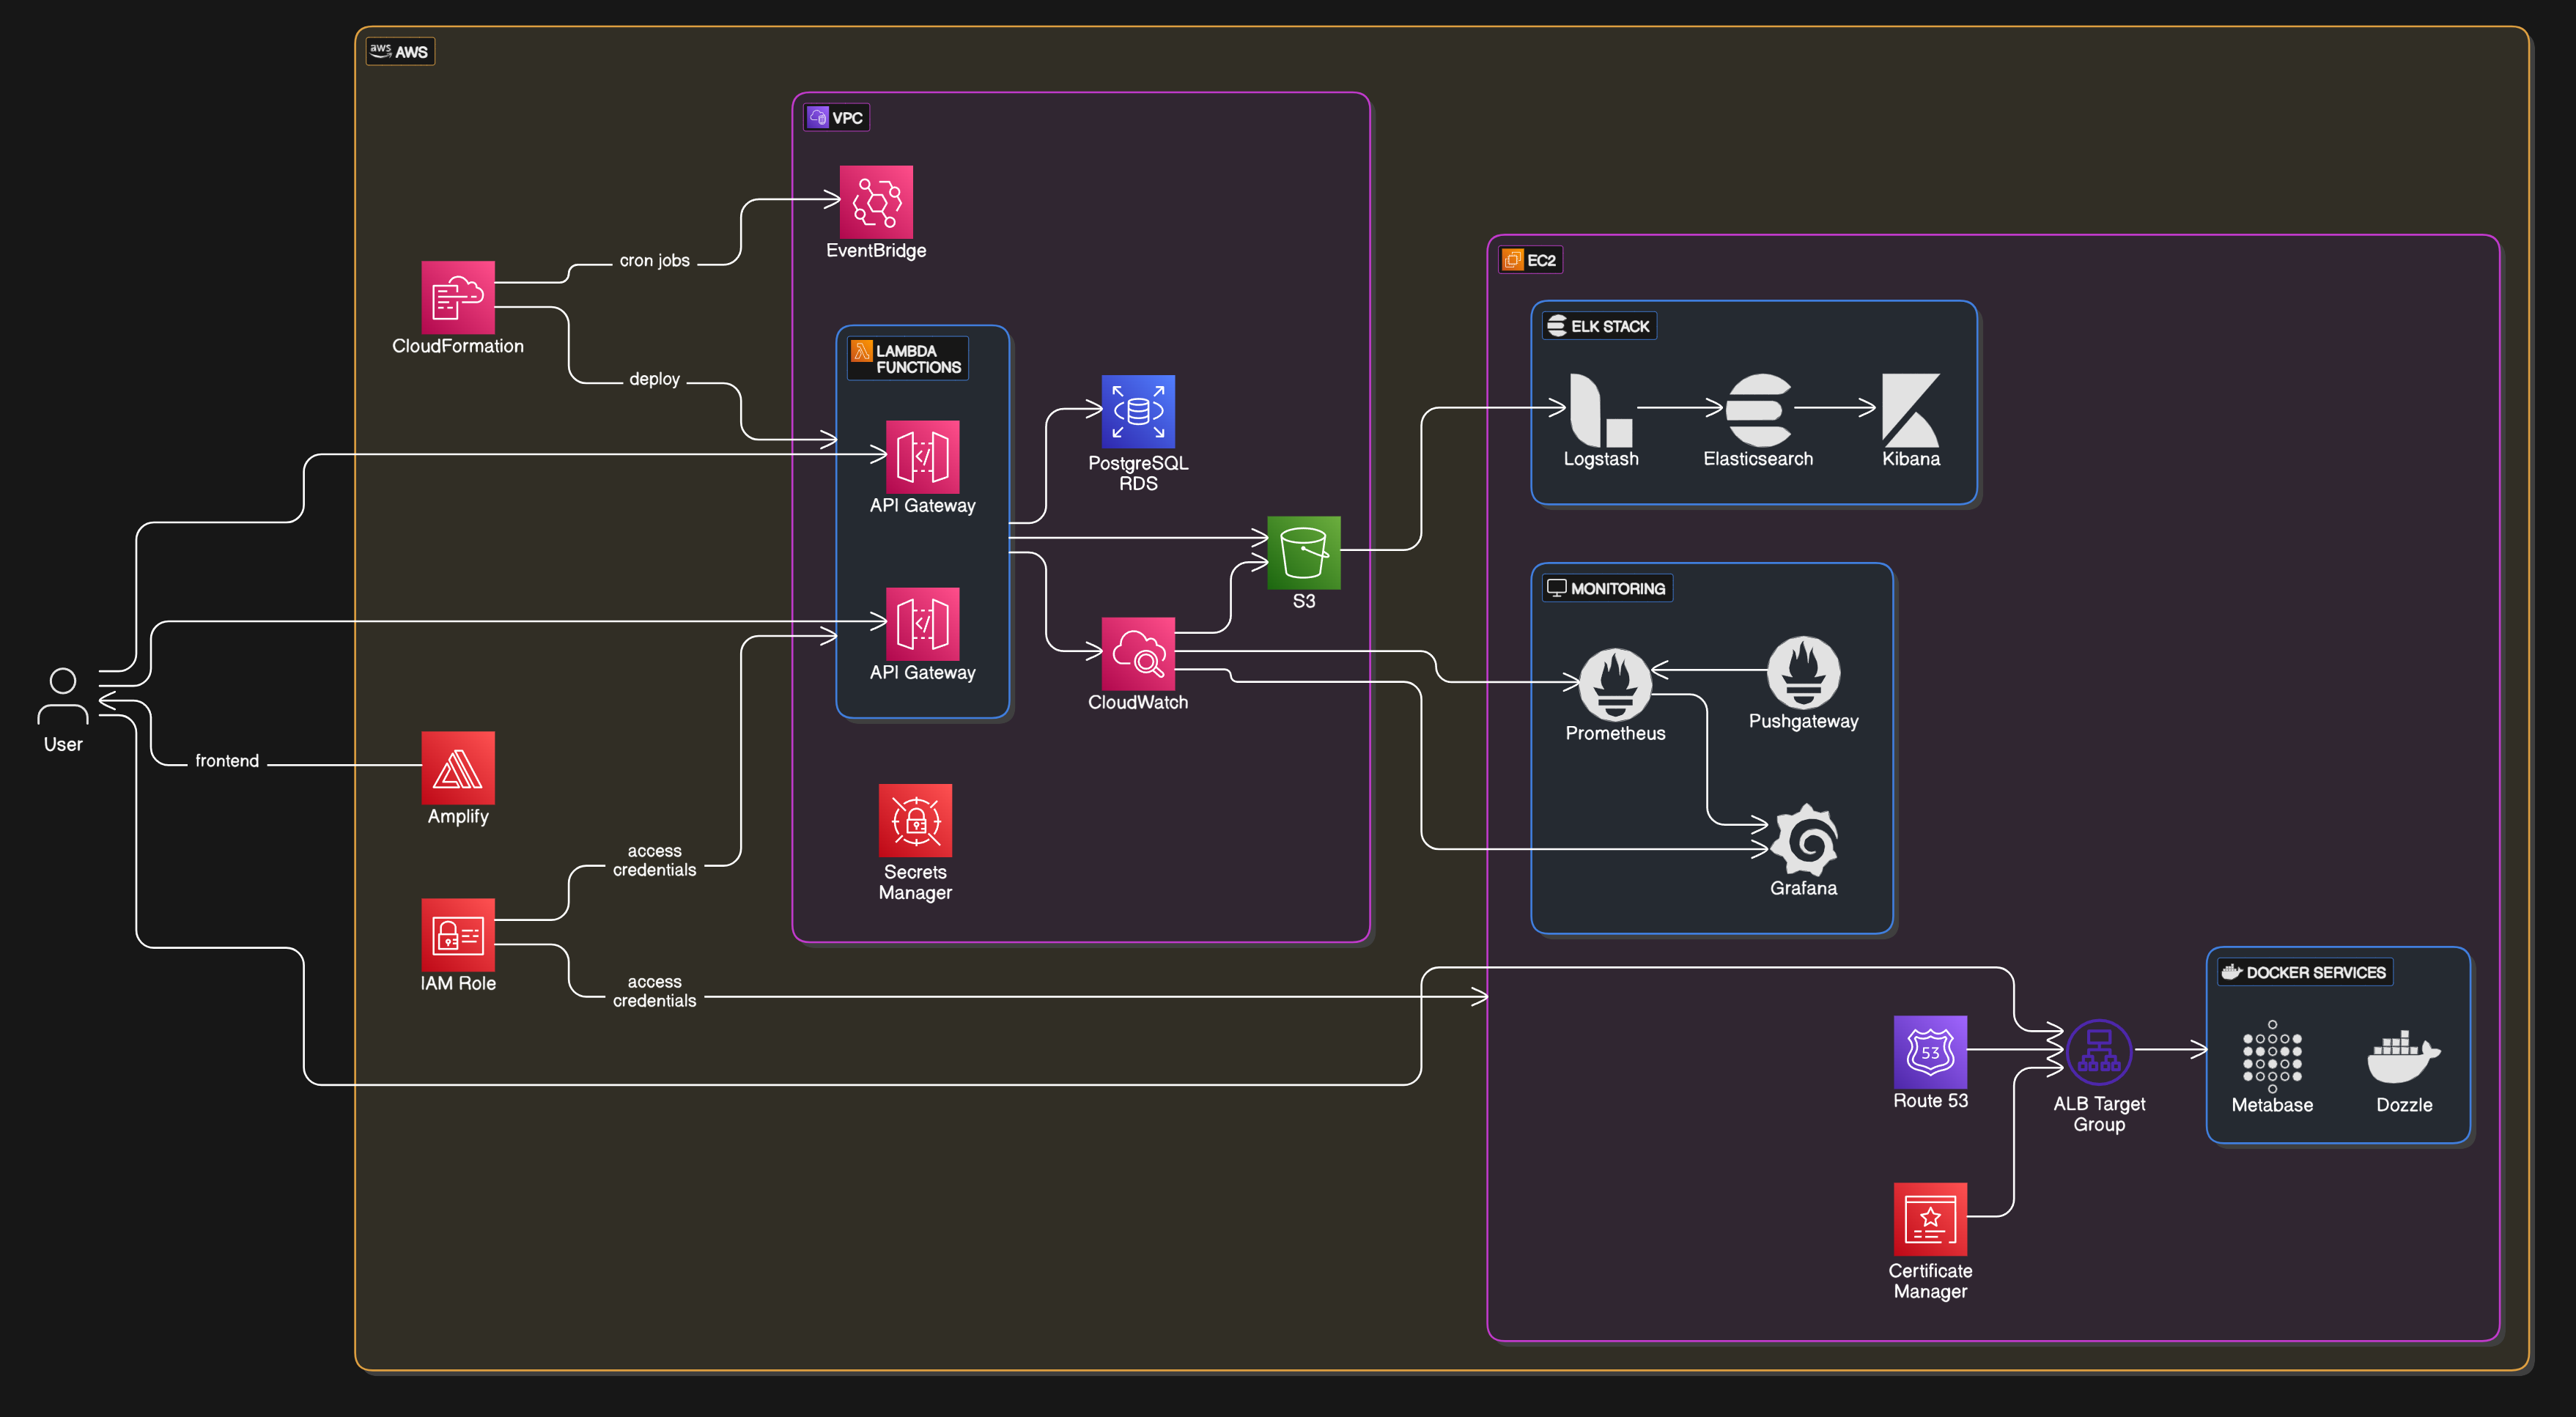 aws AWS
VPC
EventBridge
cron jobs
CloudFormation
deploy
LAMBDA
FUNCTIONS
API Gateway
API Gateway
PostgreSQL
RDS
S3
CloudWatch
Secrets
Manager
User
frontend
Amplify
access
credentials
IAM Role
access
credentials
EC2
ELK STACK
Logstash
Elasticsearch
Kibana
MONITORING
Prometheus
Pushgateway
Grafana
53
Route 53
ALB Target
Group
Certificate
Manager
DOCKER SERVICES
Metabase
Dozzle